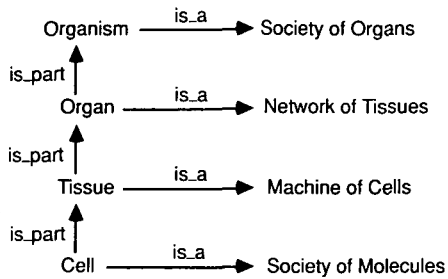 Organism is_a Society of Organs
is_part
Organ is_a Network of Tissues
is_part
Tissue is_a Machine of Cells
is_part
Cell is_a Society of Molecules